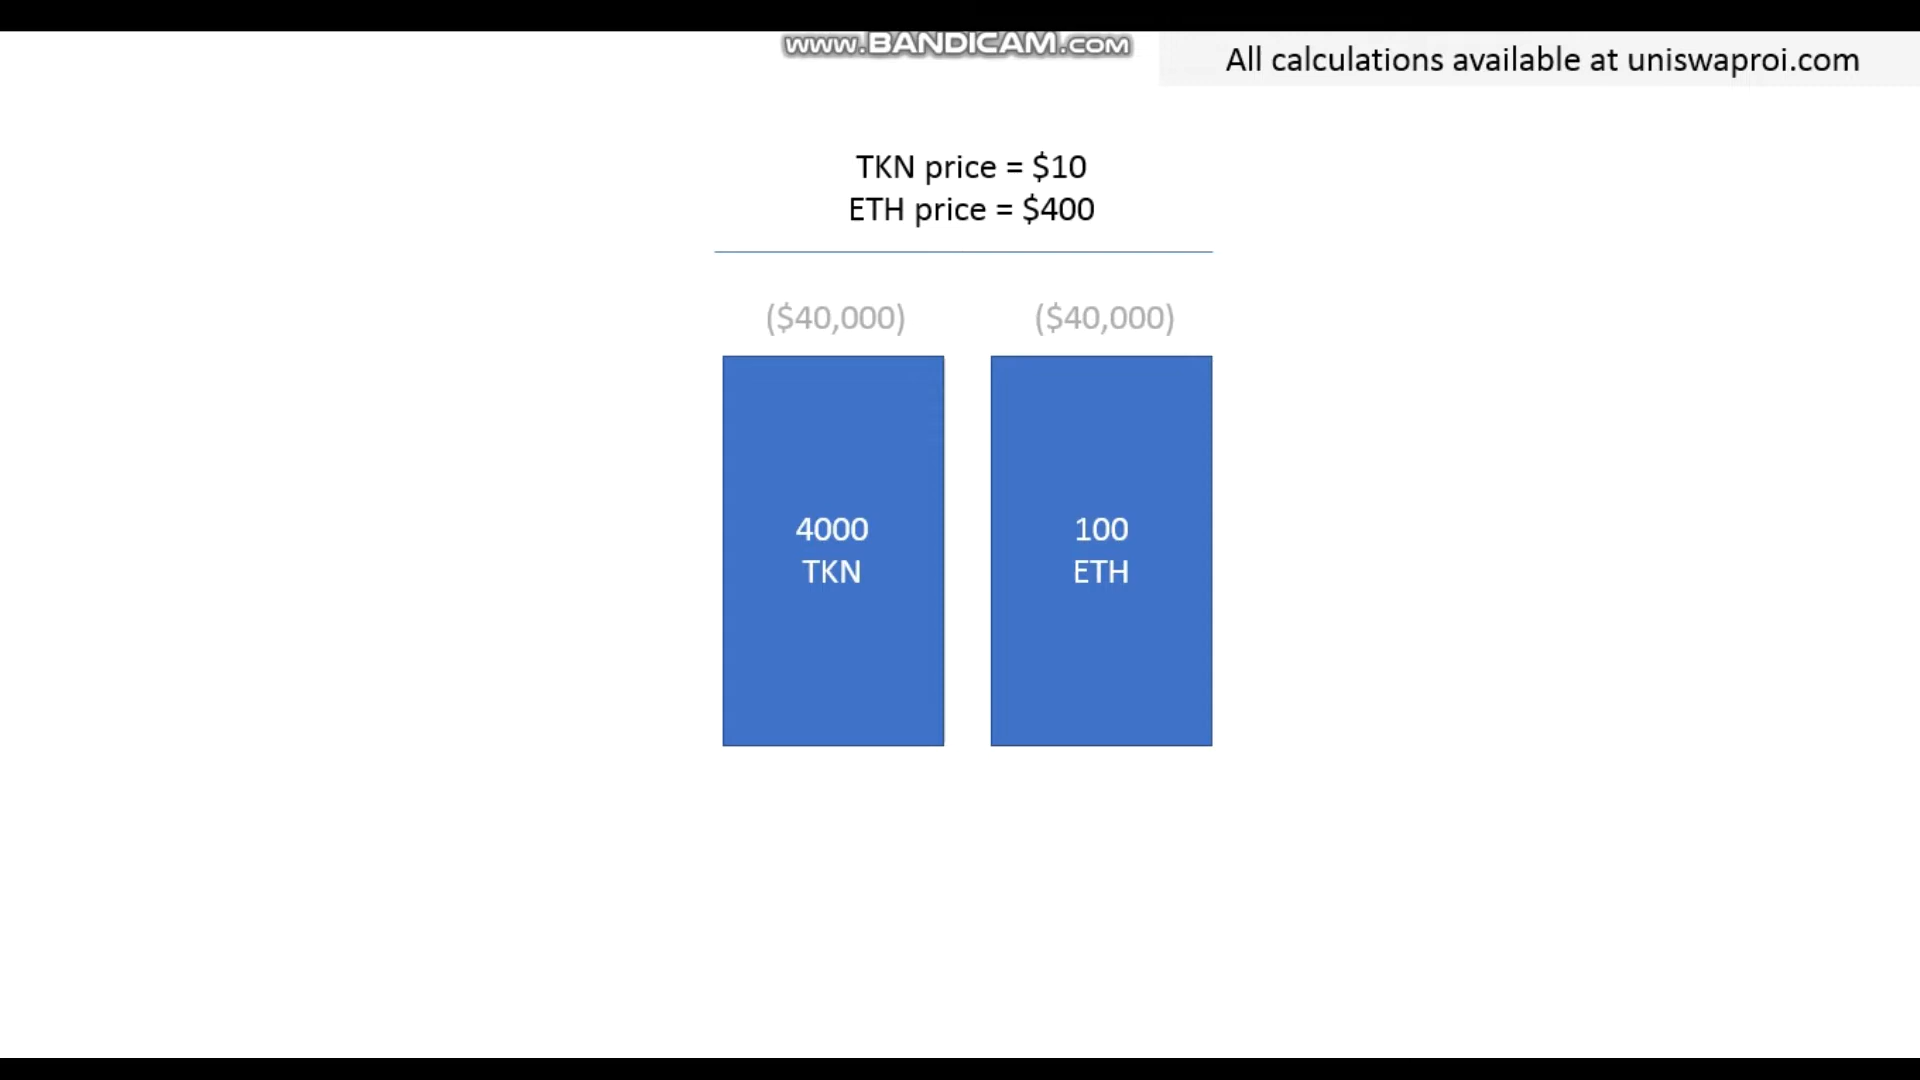 www.BANDICAM.com
All calculations available at uniswaproi.com
TKN price = $10
ETH price = $400
($40,000) ($40,000)
4000
TKN
100
ETH